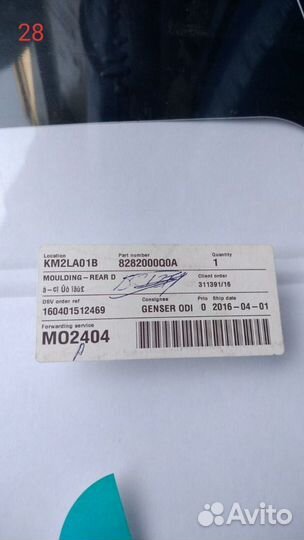 28
Location Part number Quantity
KM2LA01B 8282000Q0A 1
MOULDING-REAR D Client order
311391/16
DSV order ref Consignee Prio Ship date
160401512469 GENSER ODI 0 2016-04-01
Forwarding service
MO2404
Avito